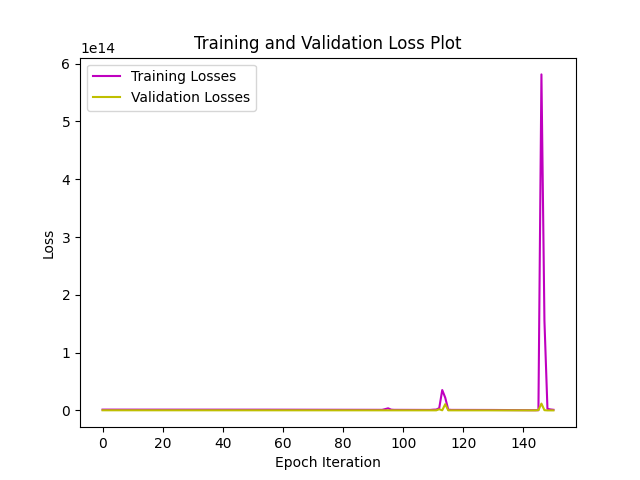 Training and Validation Loss Plot
1e14
Training Losses
Validation Losses
6
5
4
3
2
1
0
Loss
0 20 40 60 80 100 120 140
Epoch Iteration